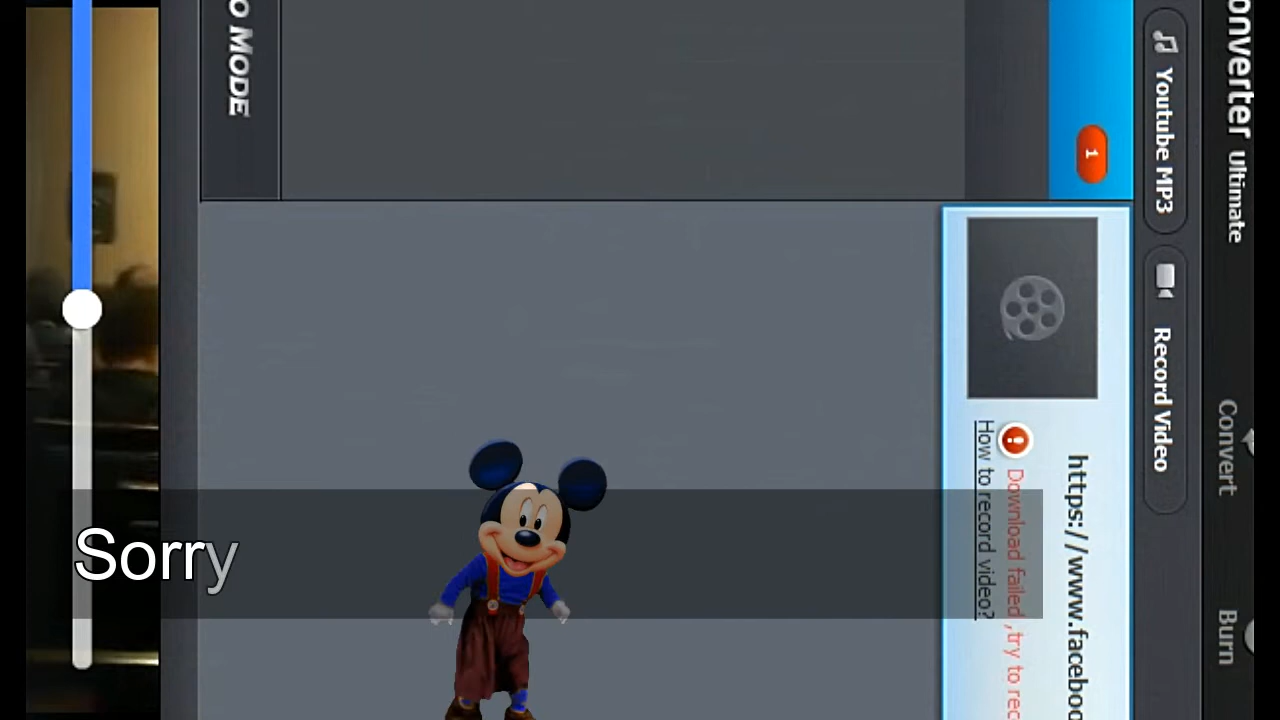 onverter Ultimate
Convert
Burn
Youtube MP3
Record Video
1
https://www.faceboo
Download failed ,try to rec
How to record video?
O MODE
Sorry